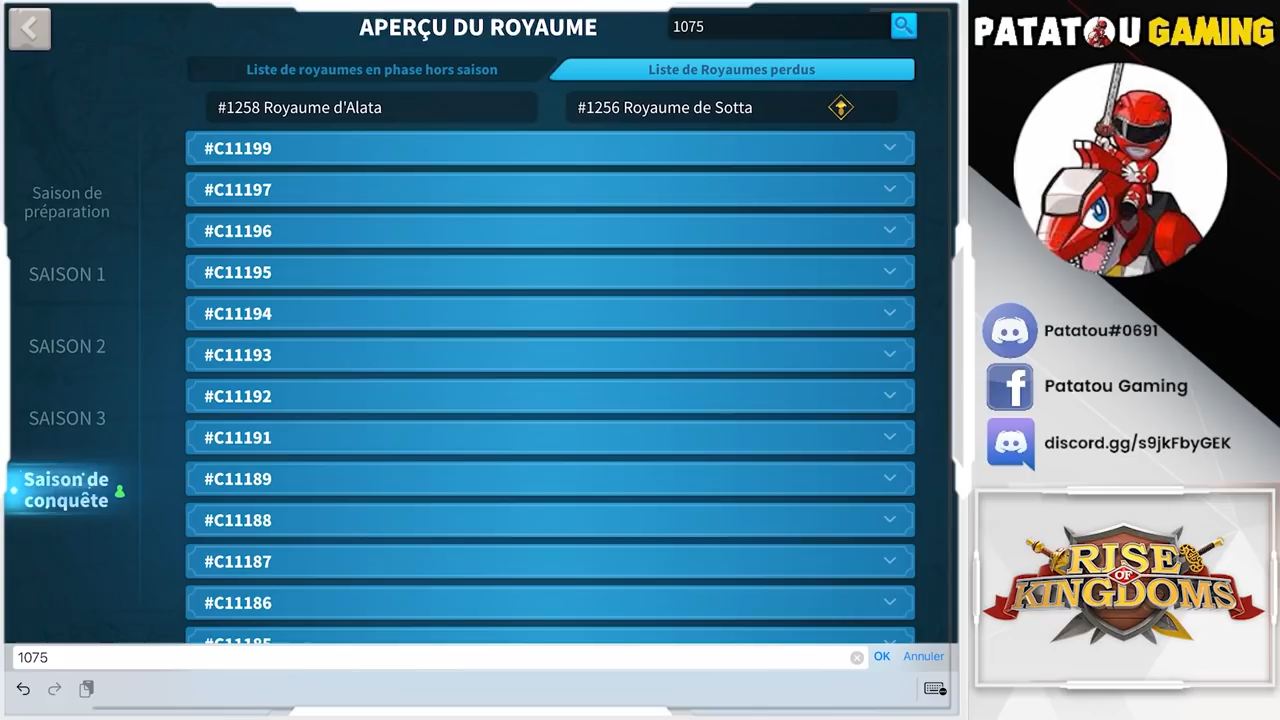 APERÇU DU ROYAUME
1075
Liste de royaumes en phase hors saison
Liste de Royaumes perdus
#1258 Royaume d'Alata
#1256 Royaume de Sotta
Saison de
préparation
SAISON 1
SAISON 2
SAISON 3
Saison de
conquête
#C11199
#C11197
#C11196
#C11195
#C11194
#C11193
#C11192
#C11191
#C11189
#C11188
#C11187
#C11186
#C11185
1075
OK
Annuler
PATATOU GAMING
Patatou#0691
Patatou Gaming
discord.gg/s9jkFbyGEK
RISE
OF
KINGDOMS